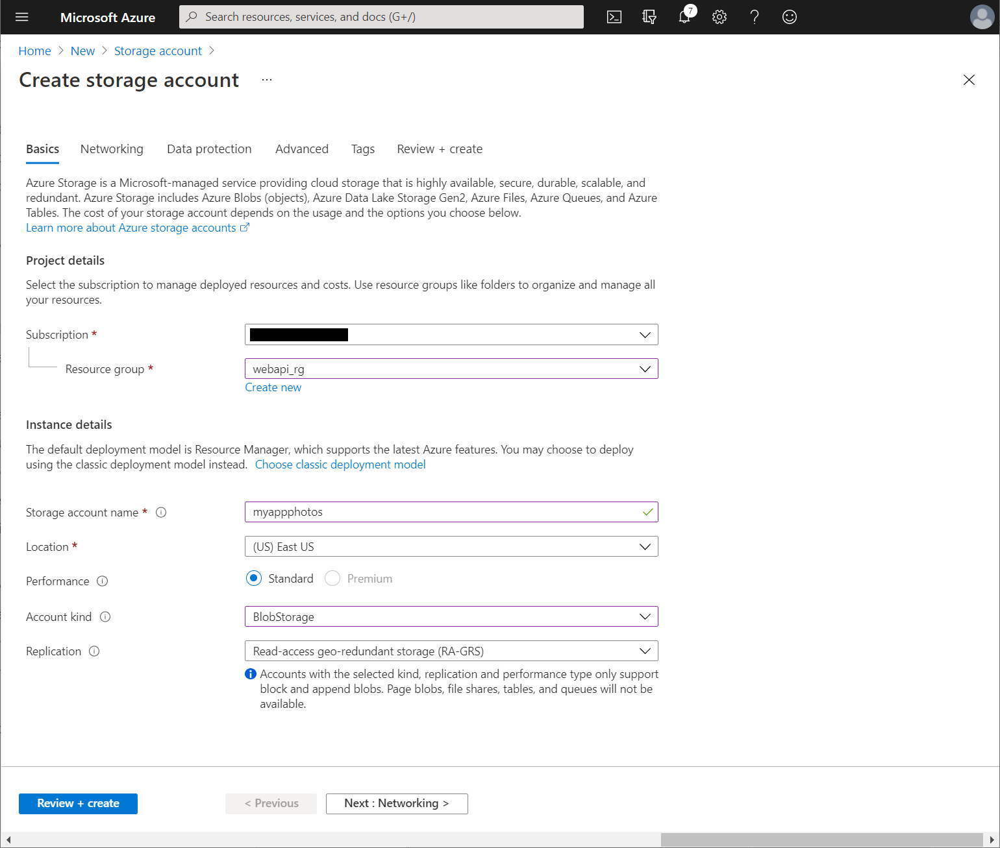 Microsoft Azure
Search resources, services, and docs (G+/)
7
Home > New > Storage account >
Create storage account ...
Basics Networking Data protection Advanced Tags Review + create
Azure Storage is a Microsoft-managed service providing cloud storage that is highly available, secure, durable, scalable, and
redundant. Azure Storage includes Azure Blobs (objects), Azure Data Lake Storage Gen2, Azure Files, Azure Queues, and Azure
Tables. The cost of your storage account depends on the usage and the options you choose below.
Learn more about Azure storage accounts
Project details
Select the subscription to manage deployed resources and costs. Use resource groups like folders to organize and manage all
your resources.
Subscription *
Resource group * webapi_rg
Create new
Instance details
The default deployment model is Resource Manager, which supports the latest Azure features. You may choose to deploy
using the classic deployment model instead. Choose classic deployment model
Storage account name * myappphotos
Location * (US) East US
Performance Standard Premium
Account kind BlobStorage
Replication Read-access geo-redundant storage (RA-GRS)
Accounts with the selected kind, replication and performance type only support
block and append blobs. Page blobs, file shares, tables, and queues will not be
available.
Review + create < Previous Next : Networking >